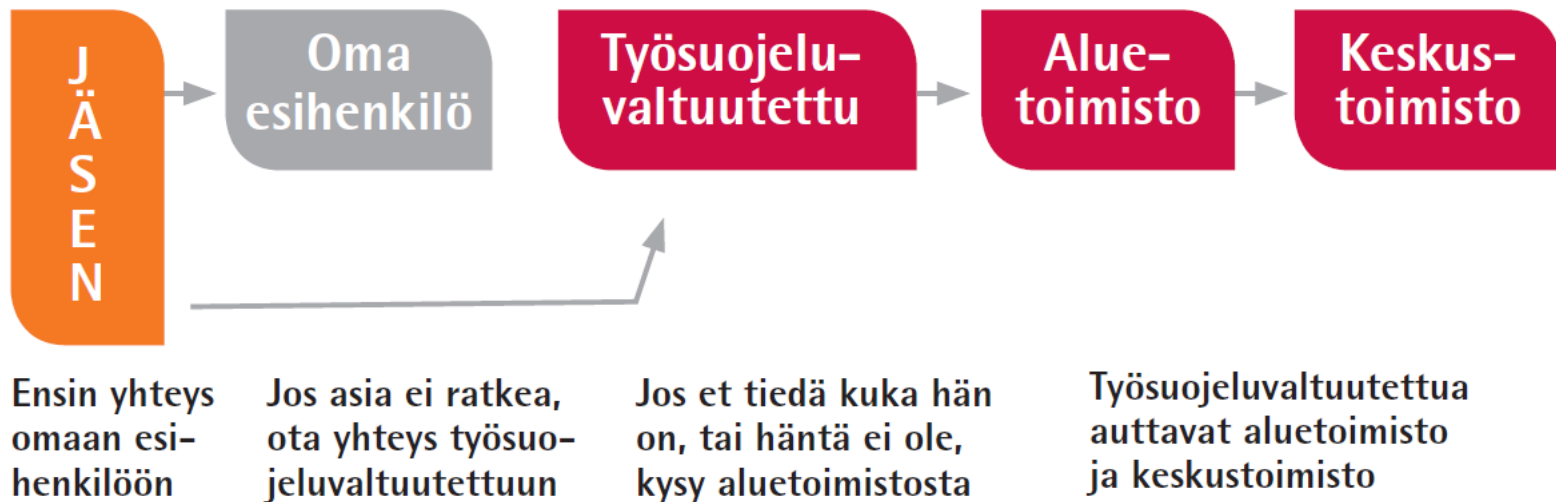 JÄSEN
Oma
esihenkilö
Työsuojelu-
valtuutettu
Alue-
toimisto
Keskus-
toimisto
Ensin yhteys
omaan esi-
henkilöön
Jos asia ei ratkea,
ota yhteys työsuo-
jeluvaltuutettuun
Jos et tiedä kuka hän
on, tai häntä ei ole,
kysy aluetoimistosta
Työsuojeluvaltuutettua
auttavat aluetoimisto
ja keskustoimisto